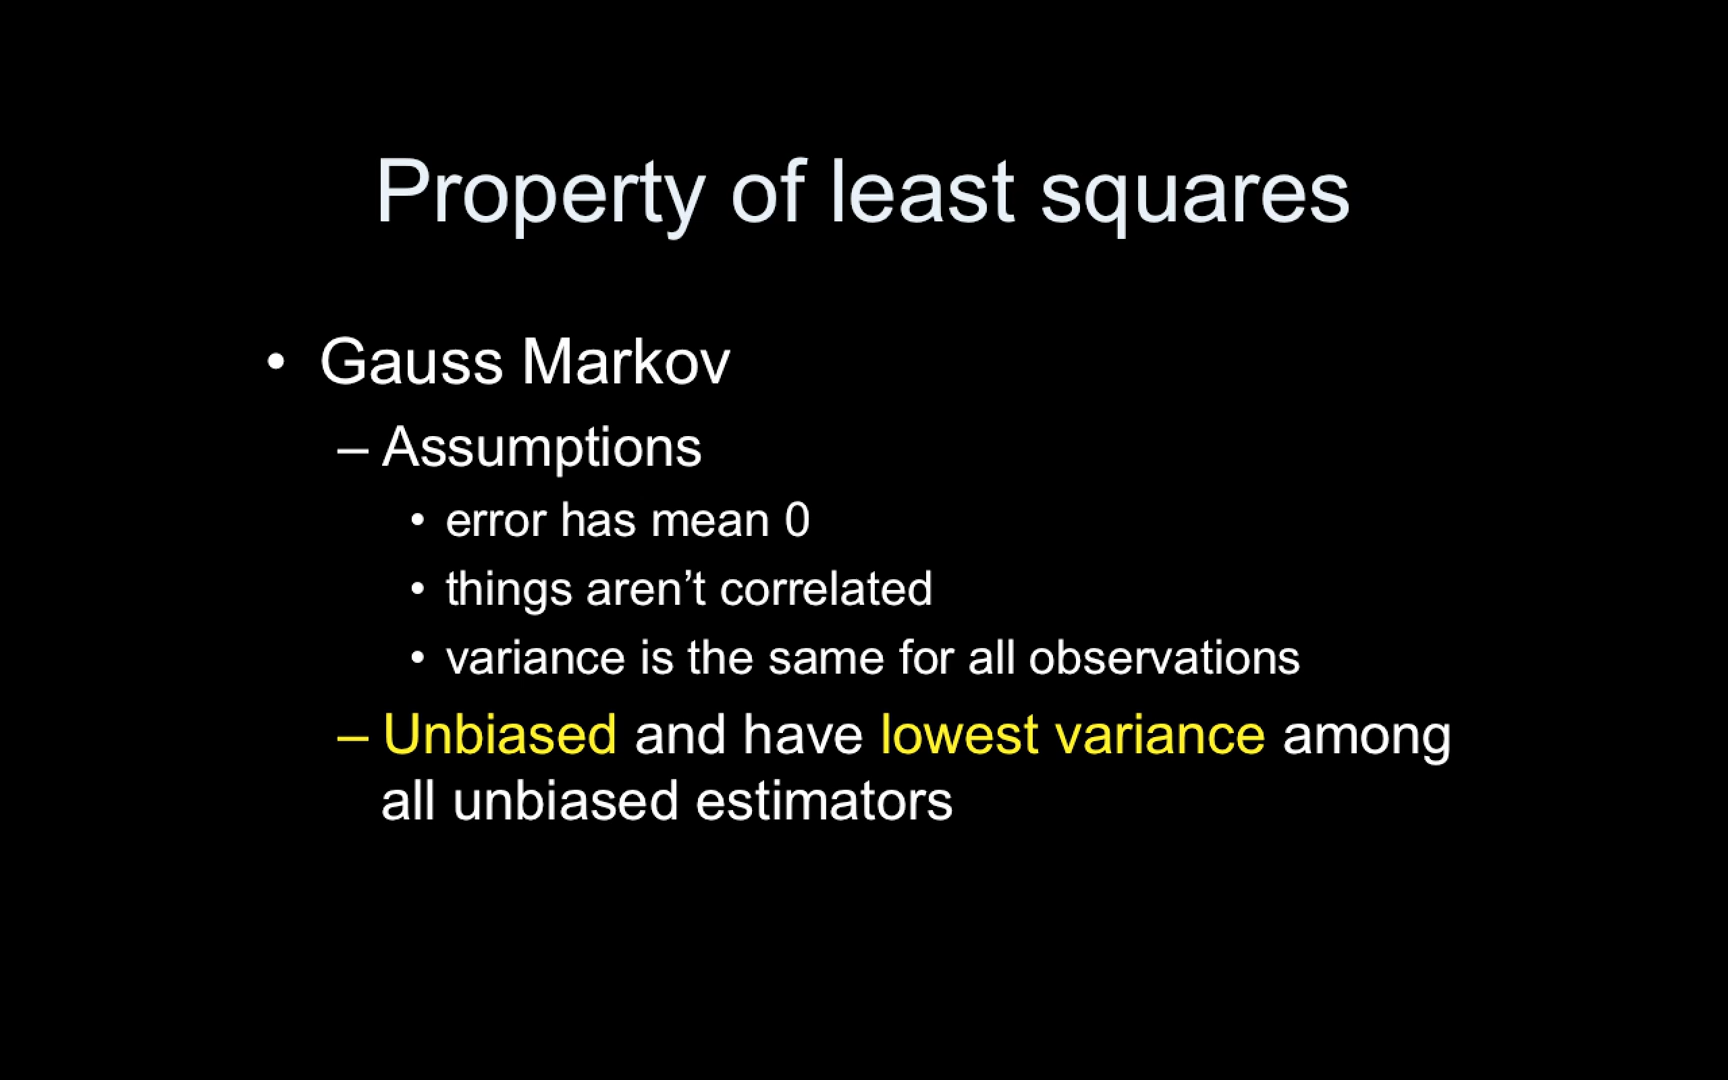 Property of least squares
• Gauss Markov
– Assumptions
• error has mean 0
• things aren’t correlated
• variance is the same for all observations
– Unbiased and have lowest variance among
all unbiased estimators